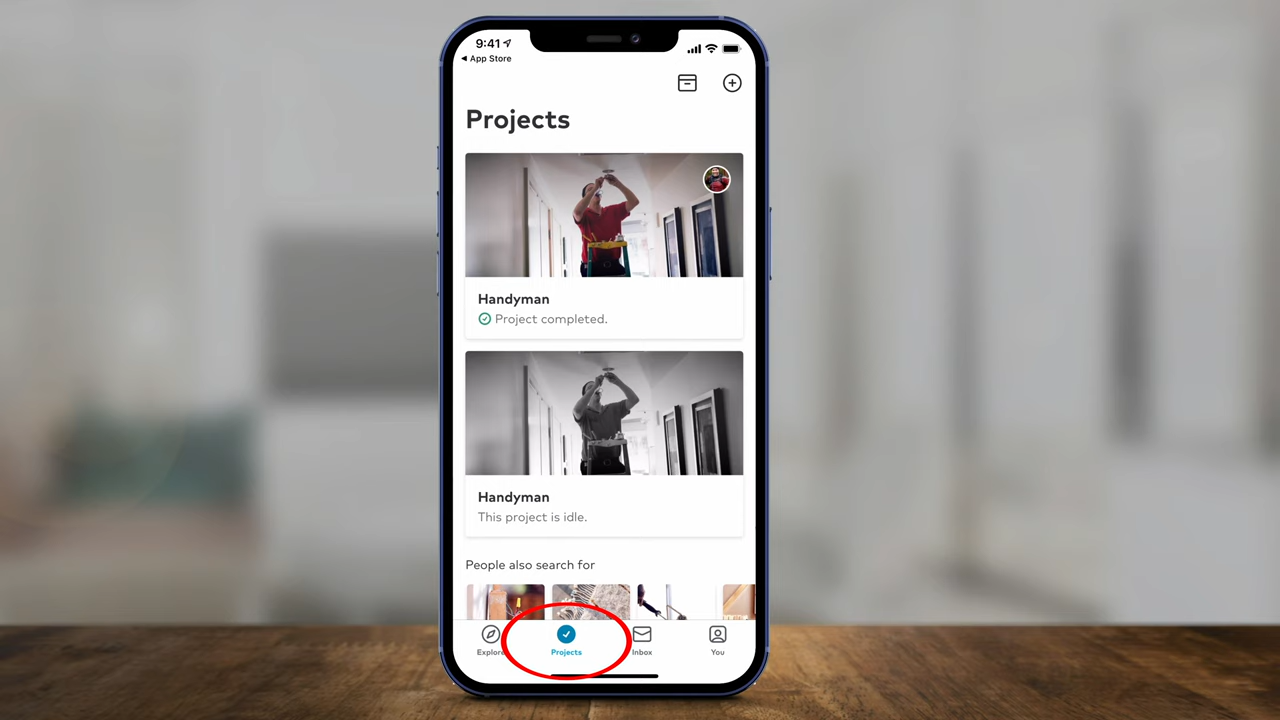 9:41
App Store
Projects
Handyman
Project completed.
Handyman
This project is idle.
People also search for
Explore
Projects
Inbox
You